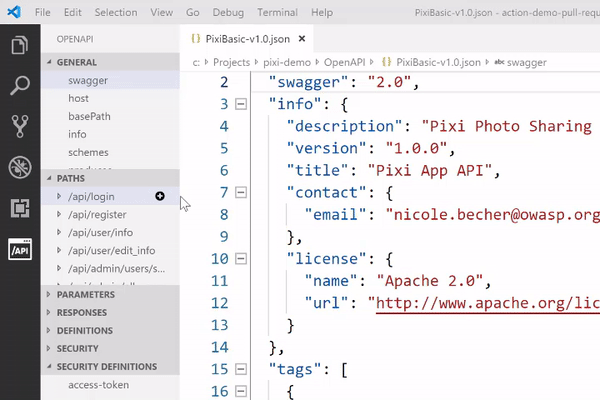 File Edit Selection View Go Debug Terminal Help PixiBasic-v1.0.json - action-demo-pull-requ
OPENAPI
GENERAL
swagger
host
basePath
info
schemes
PATHS
/api/login
/api/register
/api/user/info
/api/user/edit_info
/api/admin/users/s...
PARAMETERS
RESPONSES
DEFINITIONS
SECURITY
SECURITY DEFINITIONS
access-token
/API
{} PixiBasic-v1.0.json ×
c: > Projects > pixi-demo > OpenAPI > {} PixiBasic-v1.0.json > abc swagger
2 "swagger": "2.0",
3 "info": {
4 "description": "Pixi Photo Sharing
5 "version": "1.0.0",
6 "title": "Pixi App API",
7 "contact": {
8 "email": "nicole.becher@owasp.org
9 },
10 "license": {
11 "name": "Apache 2.0",
12 "url": "http://www.apache.org/lic
13 }
14 },
15 "tags": [
16 {